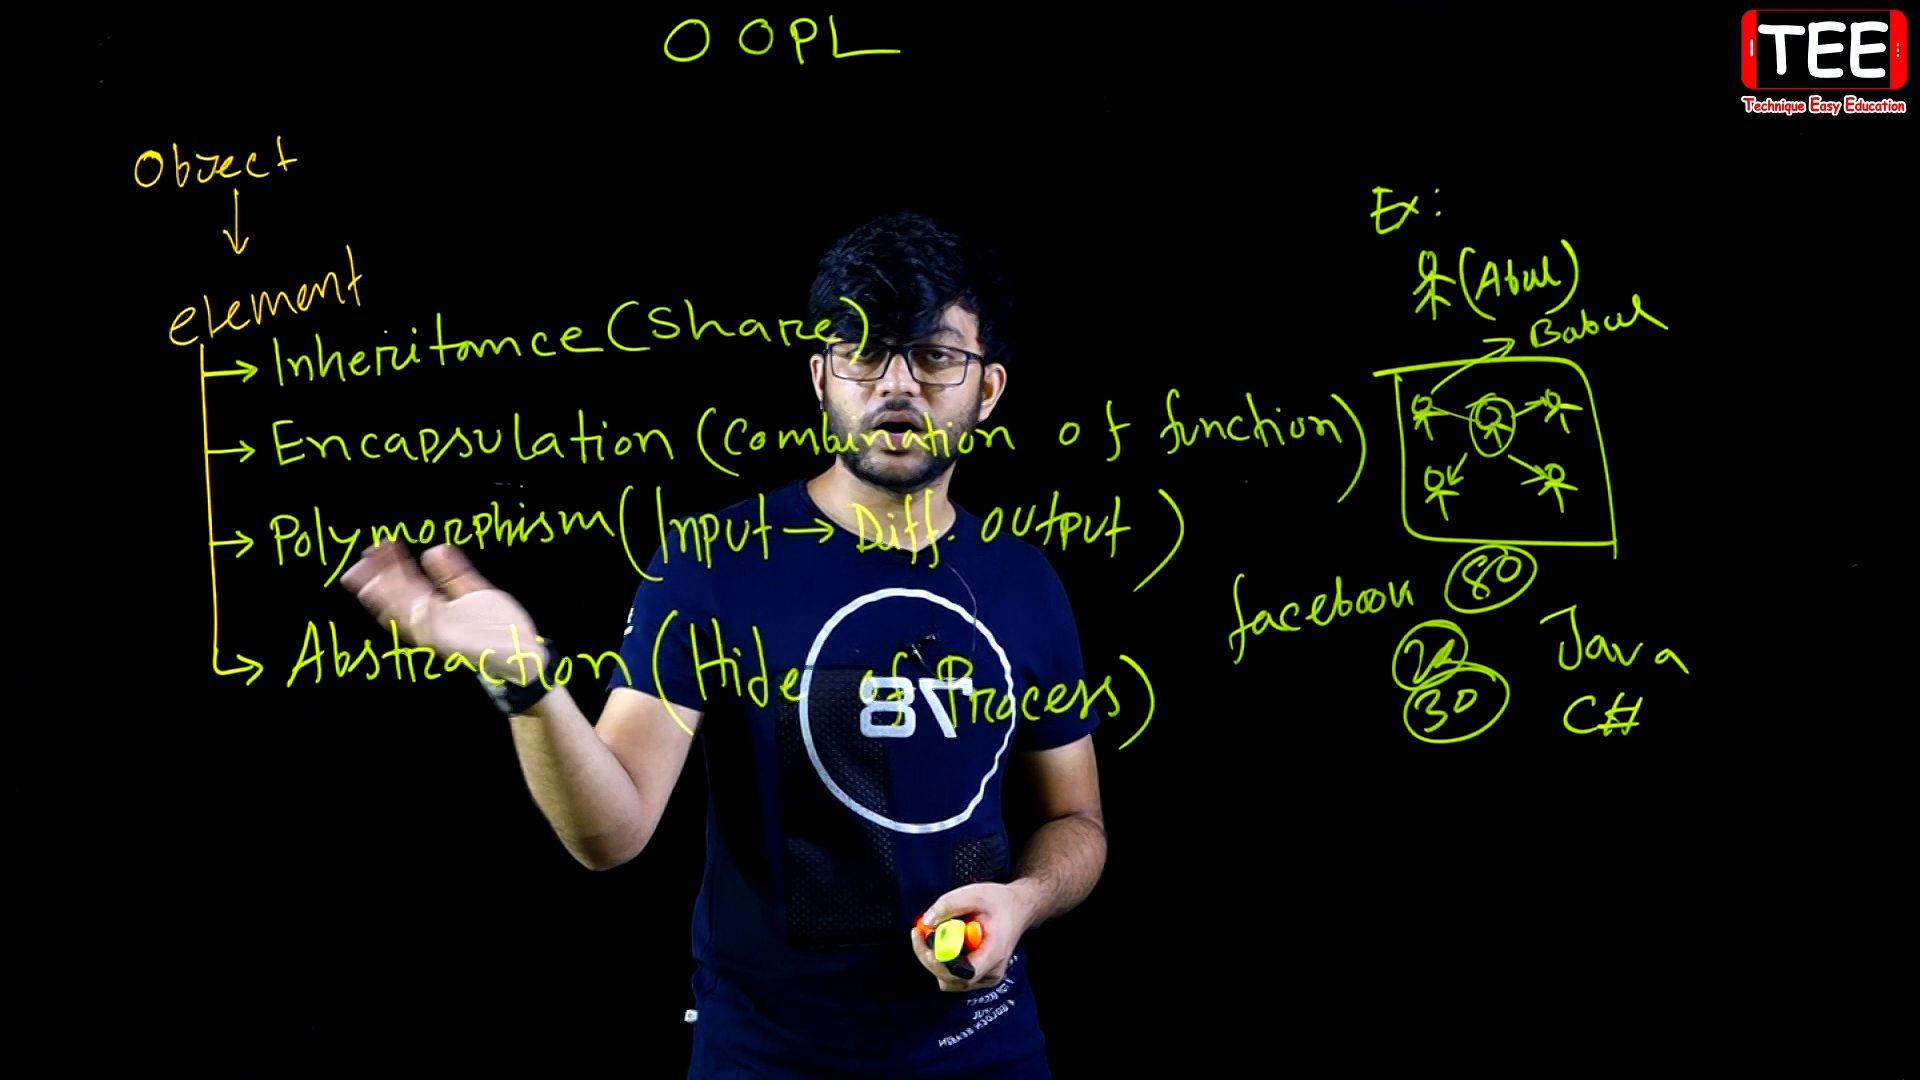 OOPL
TEE
Technique Easy Education
Object
element
Inheritance (Share)
Encapsulation (Combination of function)
Polymorphism (Input → Diff. output)
Abstraction (Hide of Process)
Ex:
(Abul)
Babul
80
facebook
30
Java
C#
78